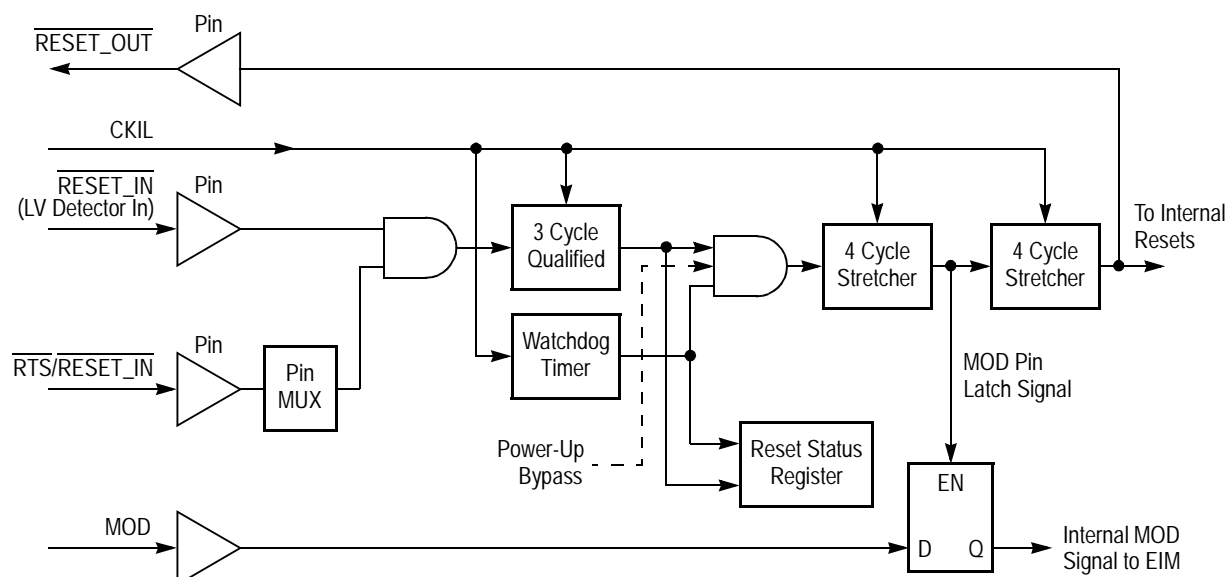 Pin
RESET_OUT
CKIL
RESET_IN
(LV Detector In)
Pin
3 Cycle
Qualified
4 Cycle
Stretcher
4 Cycle
Stretcher
To Internal
Resets
RTS/RESET_IN
Pin
Pin
MUX
Watchdog
Timer
MOD Pin
Latch Signal
Power-Up
Bypass
Reset Status
Register
MOD
EN
D
Q
Internal MOD
Signal to EIM